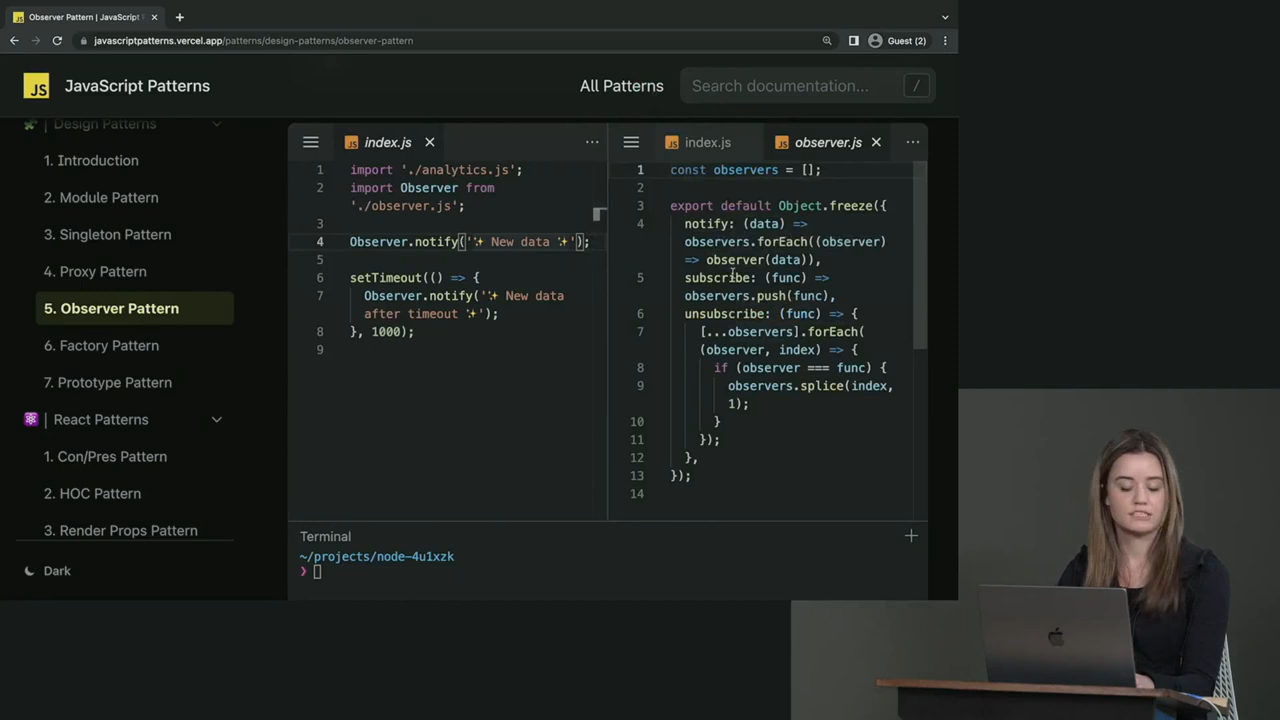 JS
Observer Pattern | JavaScript
javascriptpatterns.vercel.app/patterns/design-patterns/observer-pattern
Guest (2)
JS
JavaScript Patterns
All Patterns
Search documentation...
/
| Design Patterns
1. Introduction
2. Module Pattern
3. Singleton Pattern
4. Proxy Pattern
5. Observer Pattern
6. Factory Pattern
7. Prototype Pattern
| React Patterns
1. Con/Pres Pattern
2. HOC Pattern
3. Render Props Pattern
Dark
JS index.js
1 import './analytics.js';
2 import Observer from
'./observer.js';
3
4 Observer.notify('✨ New data ✨');
5
6 setTimeout(() => {
7 Observer.notify('✨ New data
after timeout ✨');
8 }, 1000);
9
JS index.js JS observer.js
1 const observers = [];
2
3 export default Object.freeze({
4 notify: (data) =>
observers.forEach((observer)
=> observer(data)),
5 subscribe: (func) =>
observers.push(func),
6 unsubscribe: (func) => {
7 [...observers].forEach(
(observer, index) => {
8 if (observer === func) {
9 observers.splice(index,
1);
10 }
11 });
12 },
13 });
14
Terminal
~/projects/node-4u1xzk
❯